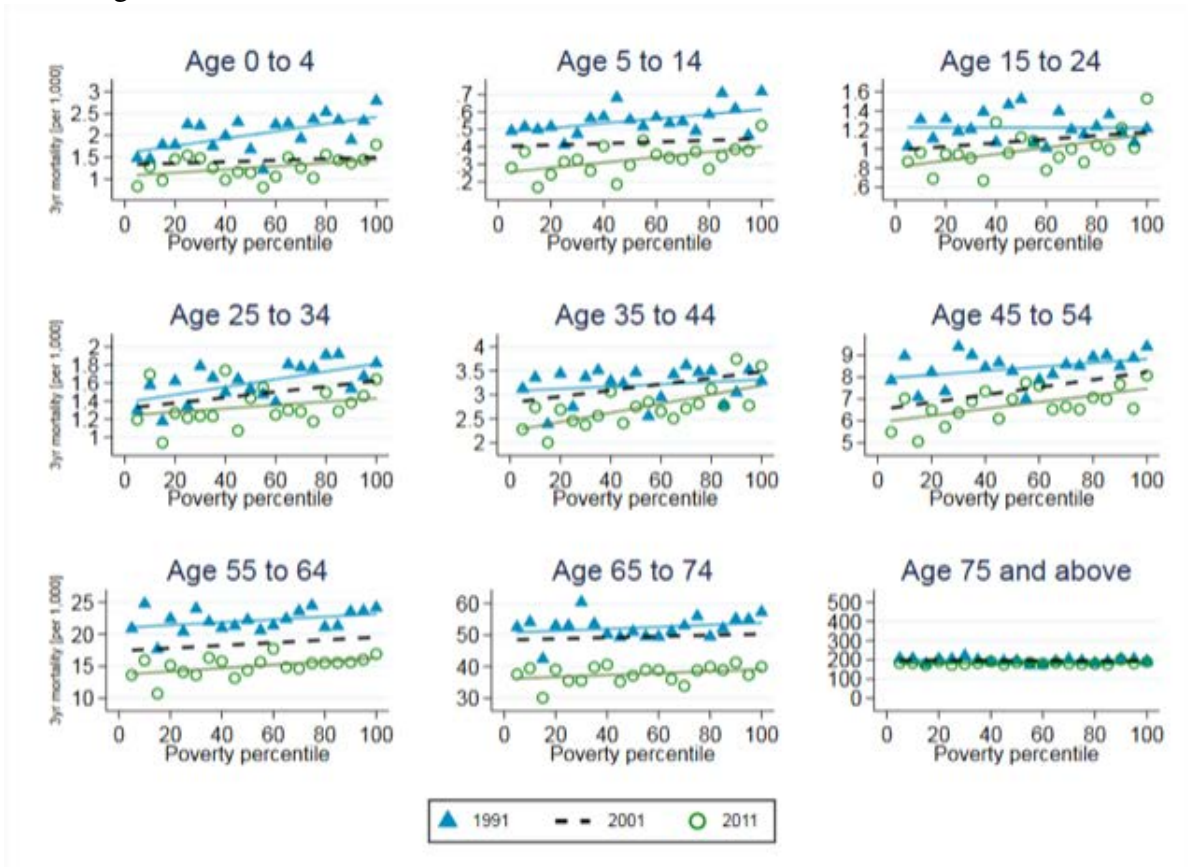 Age 0 to 4
3yr mortality [per 1,000]
3
2.5
2
1.5
1
0 20 40 60 80 100
Poverty percentile
Age 5 to 14
.7
.6
.5
.4
.3
.2
0 20 40 60 80 100
Poverty percentile
Age 15 to 24
1.6
1.4
1.2
1
.8
.6
0 20 40 60 80 100
Poverty percentile
Age 25 to 34
3yr mortality [per 1,000]
2
1.8
1.6
1.4
1.2
1
0 20 40 60 80 100
Poverty percentile
Age 35 to 44
4
3.5
3
2.5
2
0 20 40 60 80 100
Poverty percentile
Age 45 to 54
9
8
7
6
5
0 20 40 60 80 100
Poverty percentile
Age 55 to 64
3yr mortality [per 1,000]
25
20
15
10
0 20 40 60 80 100
Poverty percentile
Age 65 to 74
60
50
40
30
0 20 40 60 80 100
Poverty percentile
Age 75 and above
500
400
300
200
100
0
0 20 40 60 80 100
Poverty percentile
1991 2001 2011